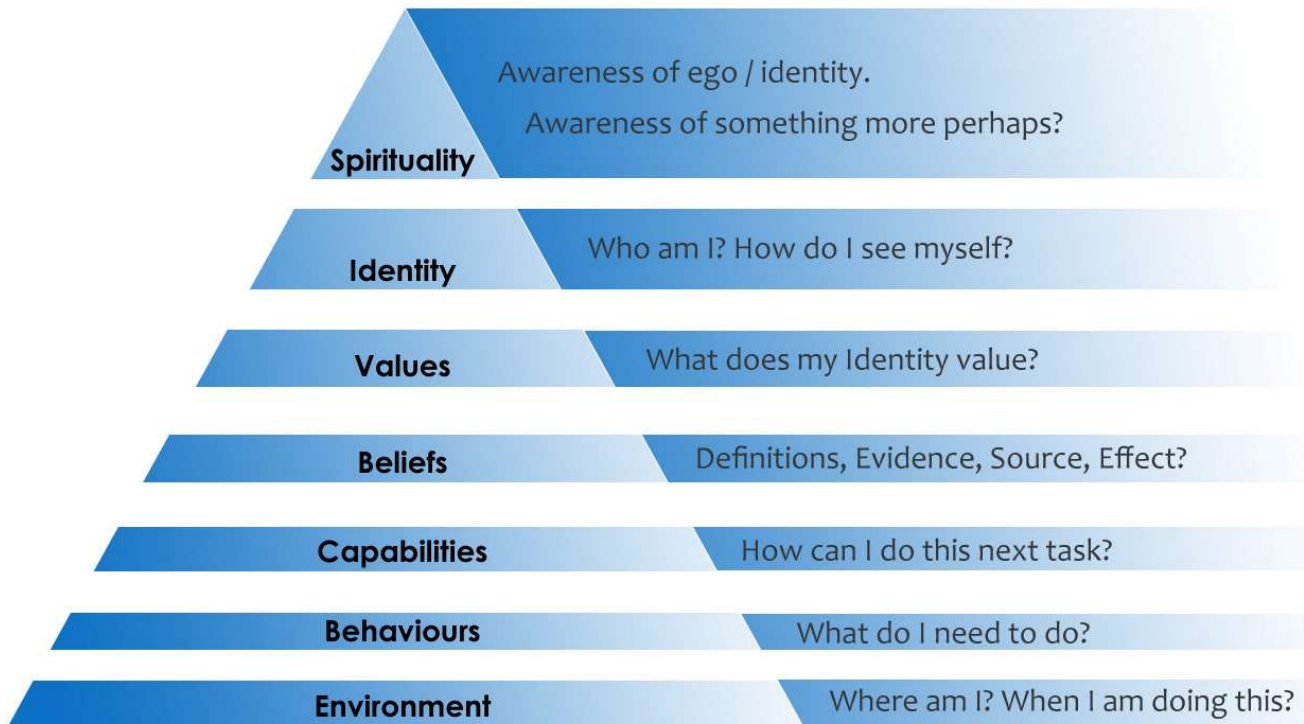 Awareness of ego / identity.
Awareness of something more perhaps?
Spirituality
Who am I? How do I see myself?
Identity
What does my Identity value?
Values
Definitions, Evidence, Source, Effect?
Beliefs
How can I do this next task?
Capabilities
What do I need to do?
Behaviours
Where am I? When I am doing this?
Environment